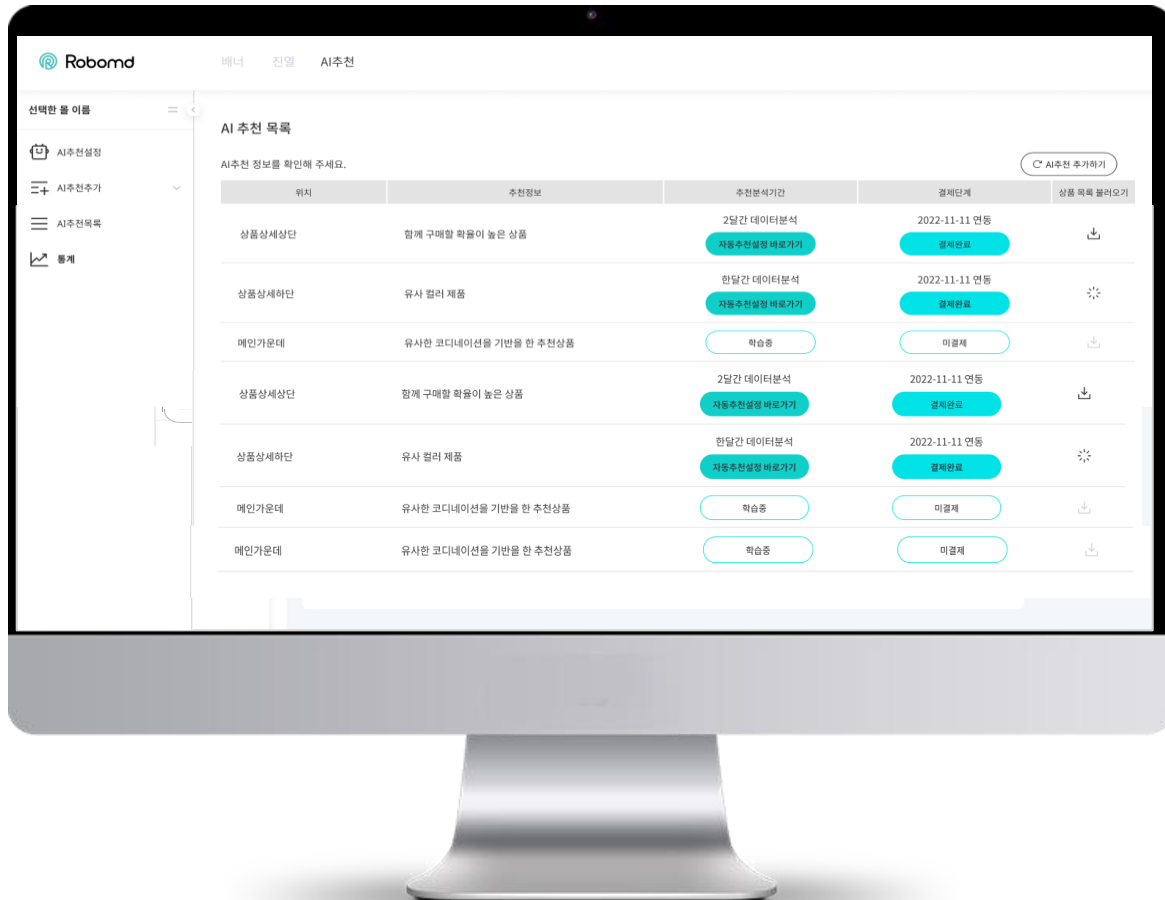 Robomd
배너 진열 AI추천
선택한 몰 이름
AI추천설정
AI추천추가
AI추천목록
통계
AI 추천 목록
AI추천 정보를 확인해 주세요.
AI추천 추가하기
위치 추천정보 추천분석기간 결제단계 상품 목록 불러오기
상품상세상단 함께 구매할 확율이 높은 상품 2달간 데이터분석 2022-11-11 연동
자동추천설정 바로가기 결제완료
상품상세하단 유사 컬러 제품 한달간 데이터분석 2022-11-11 연동
자동추천설정 바로가기 결제완료
메인가운데 유사한 코디네이션을 기반을 한 추천상품 학습중 미결제
상품상세상단 함께 구매할 확율이 높은 상품 2달간 데이터분석 2022-11-11 연동
자동추천설정 바로가기 결제완료
상품상세하단 유사 컬러 제품 한달간 데이터분석 2022-11-11 연동
자동추천설정 바로가기 결제완료
메인가운데 유사한 코디네이션을 기반을 한 추천상품 학습중 미결제
메인가운데 유사한 코디네이션을 기반을 한 추천상품 학습중 미결제